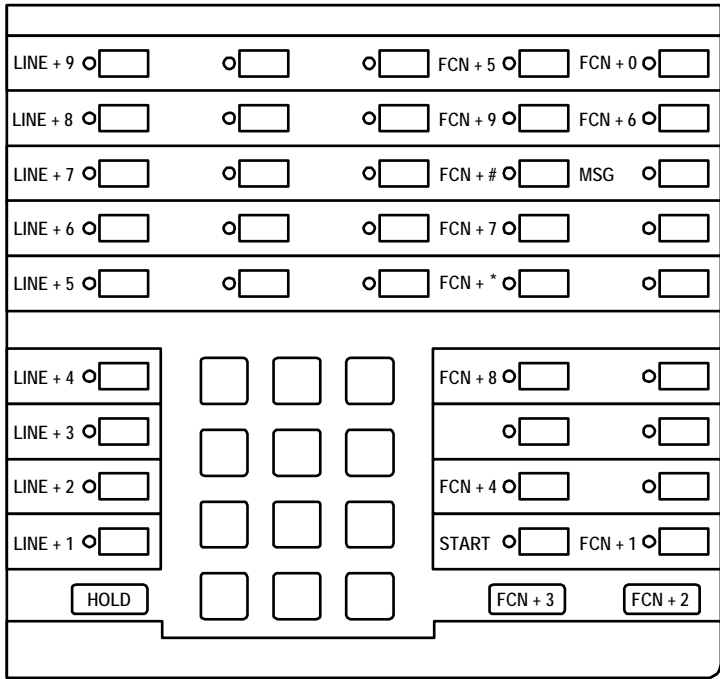 LINE + 9 FCN + 5 FCN + 0
LINE + 8 FCN + 9 FCN + 6
LINE + 7 FCN + # MSG
LINE + 6 FCN + 7
LINE + 5 FCN + *
LINE + 4 FCN + 8
LINE + 3
LINE + 2 FCN + 4
LINE + 1 START FCN + 1
HOLD FCN + 3 FCN + 2